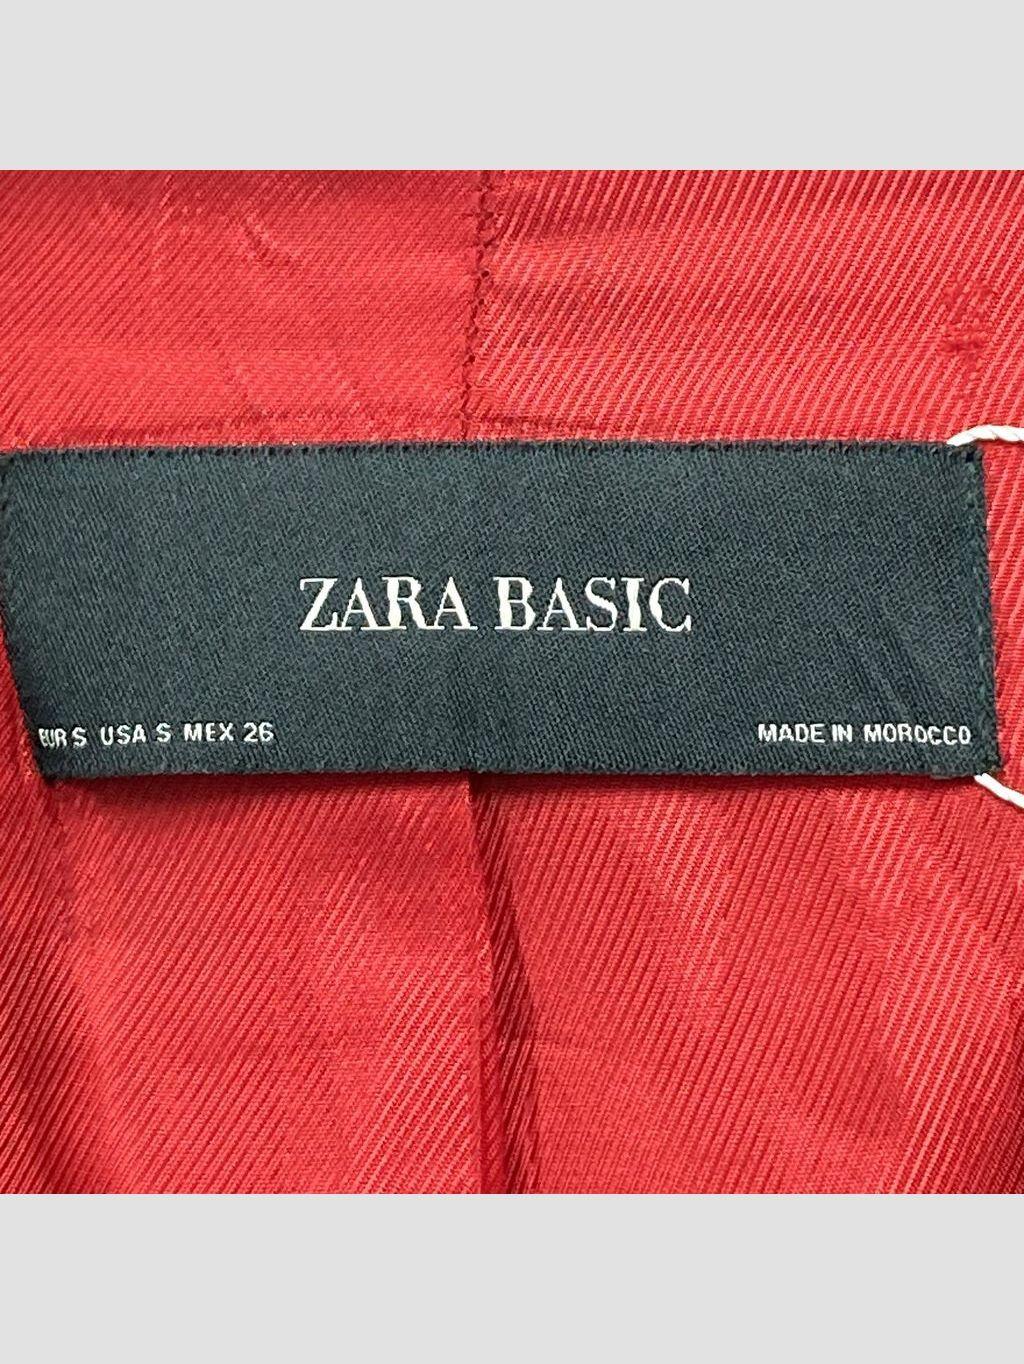 ZARA BASIC
EUR S USA S MEX 26
MADE IN MOROCCO